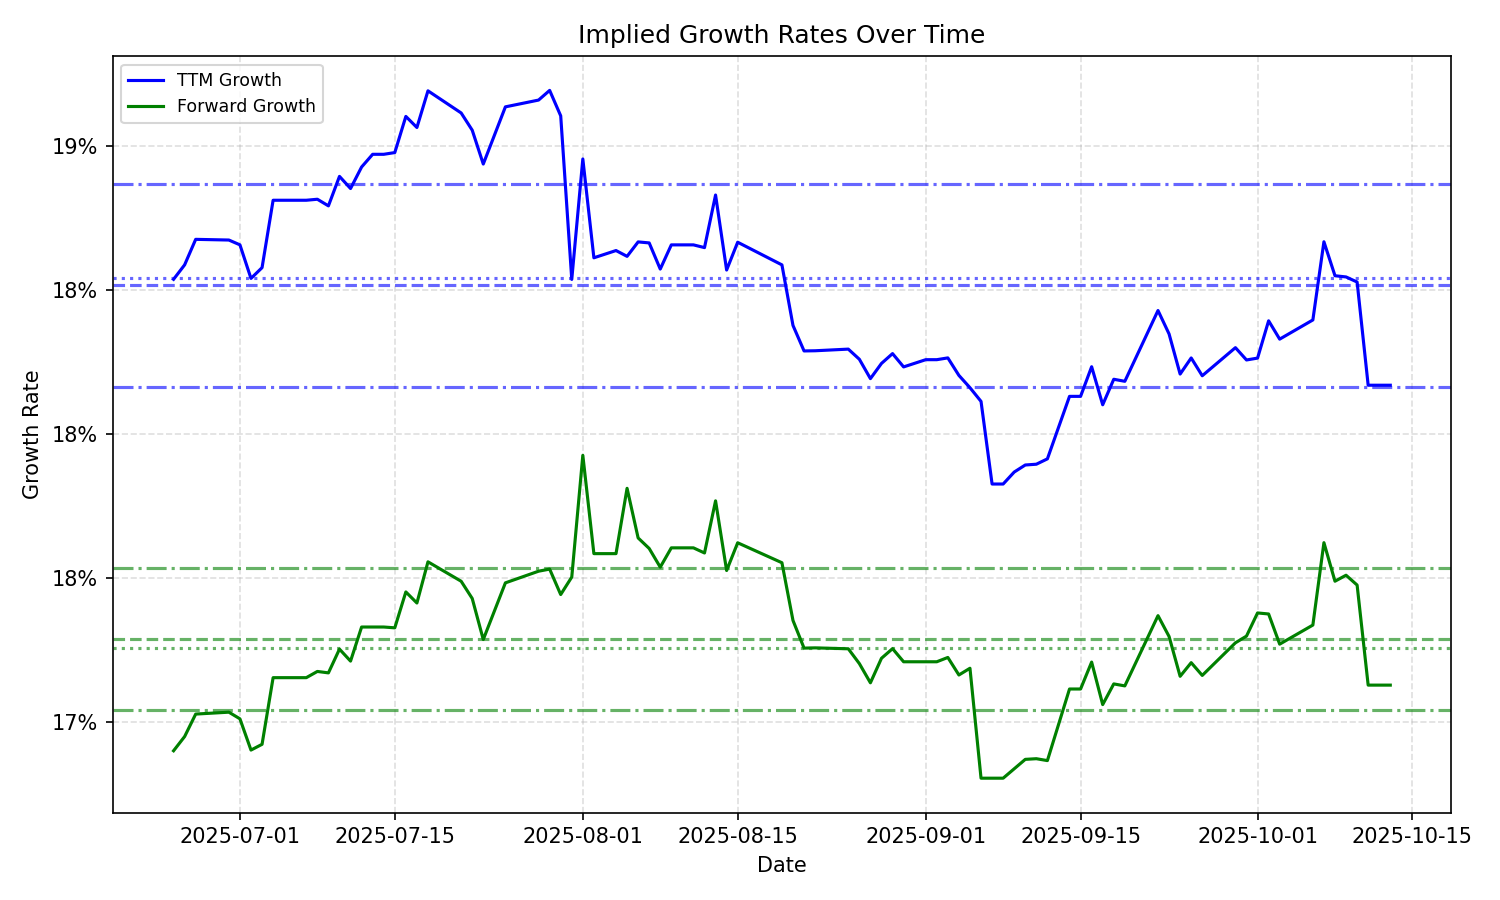 Implied Growth Rates Over Time
TTM Growth
Forward Growth
19%
18%
18%
18%
17%
Growth Rate
2025-07-01
2025-07-15
2025-08-01
2025-08-15
2025-09-01
2025-09-15
2025-10-01
2025-10-15
Date